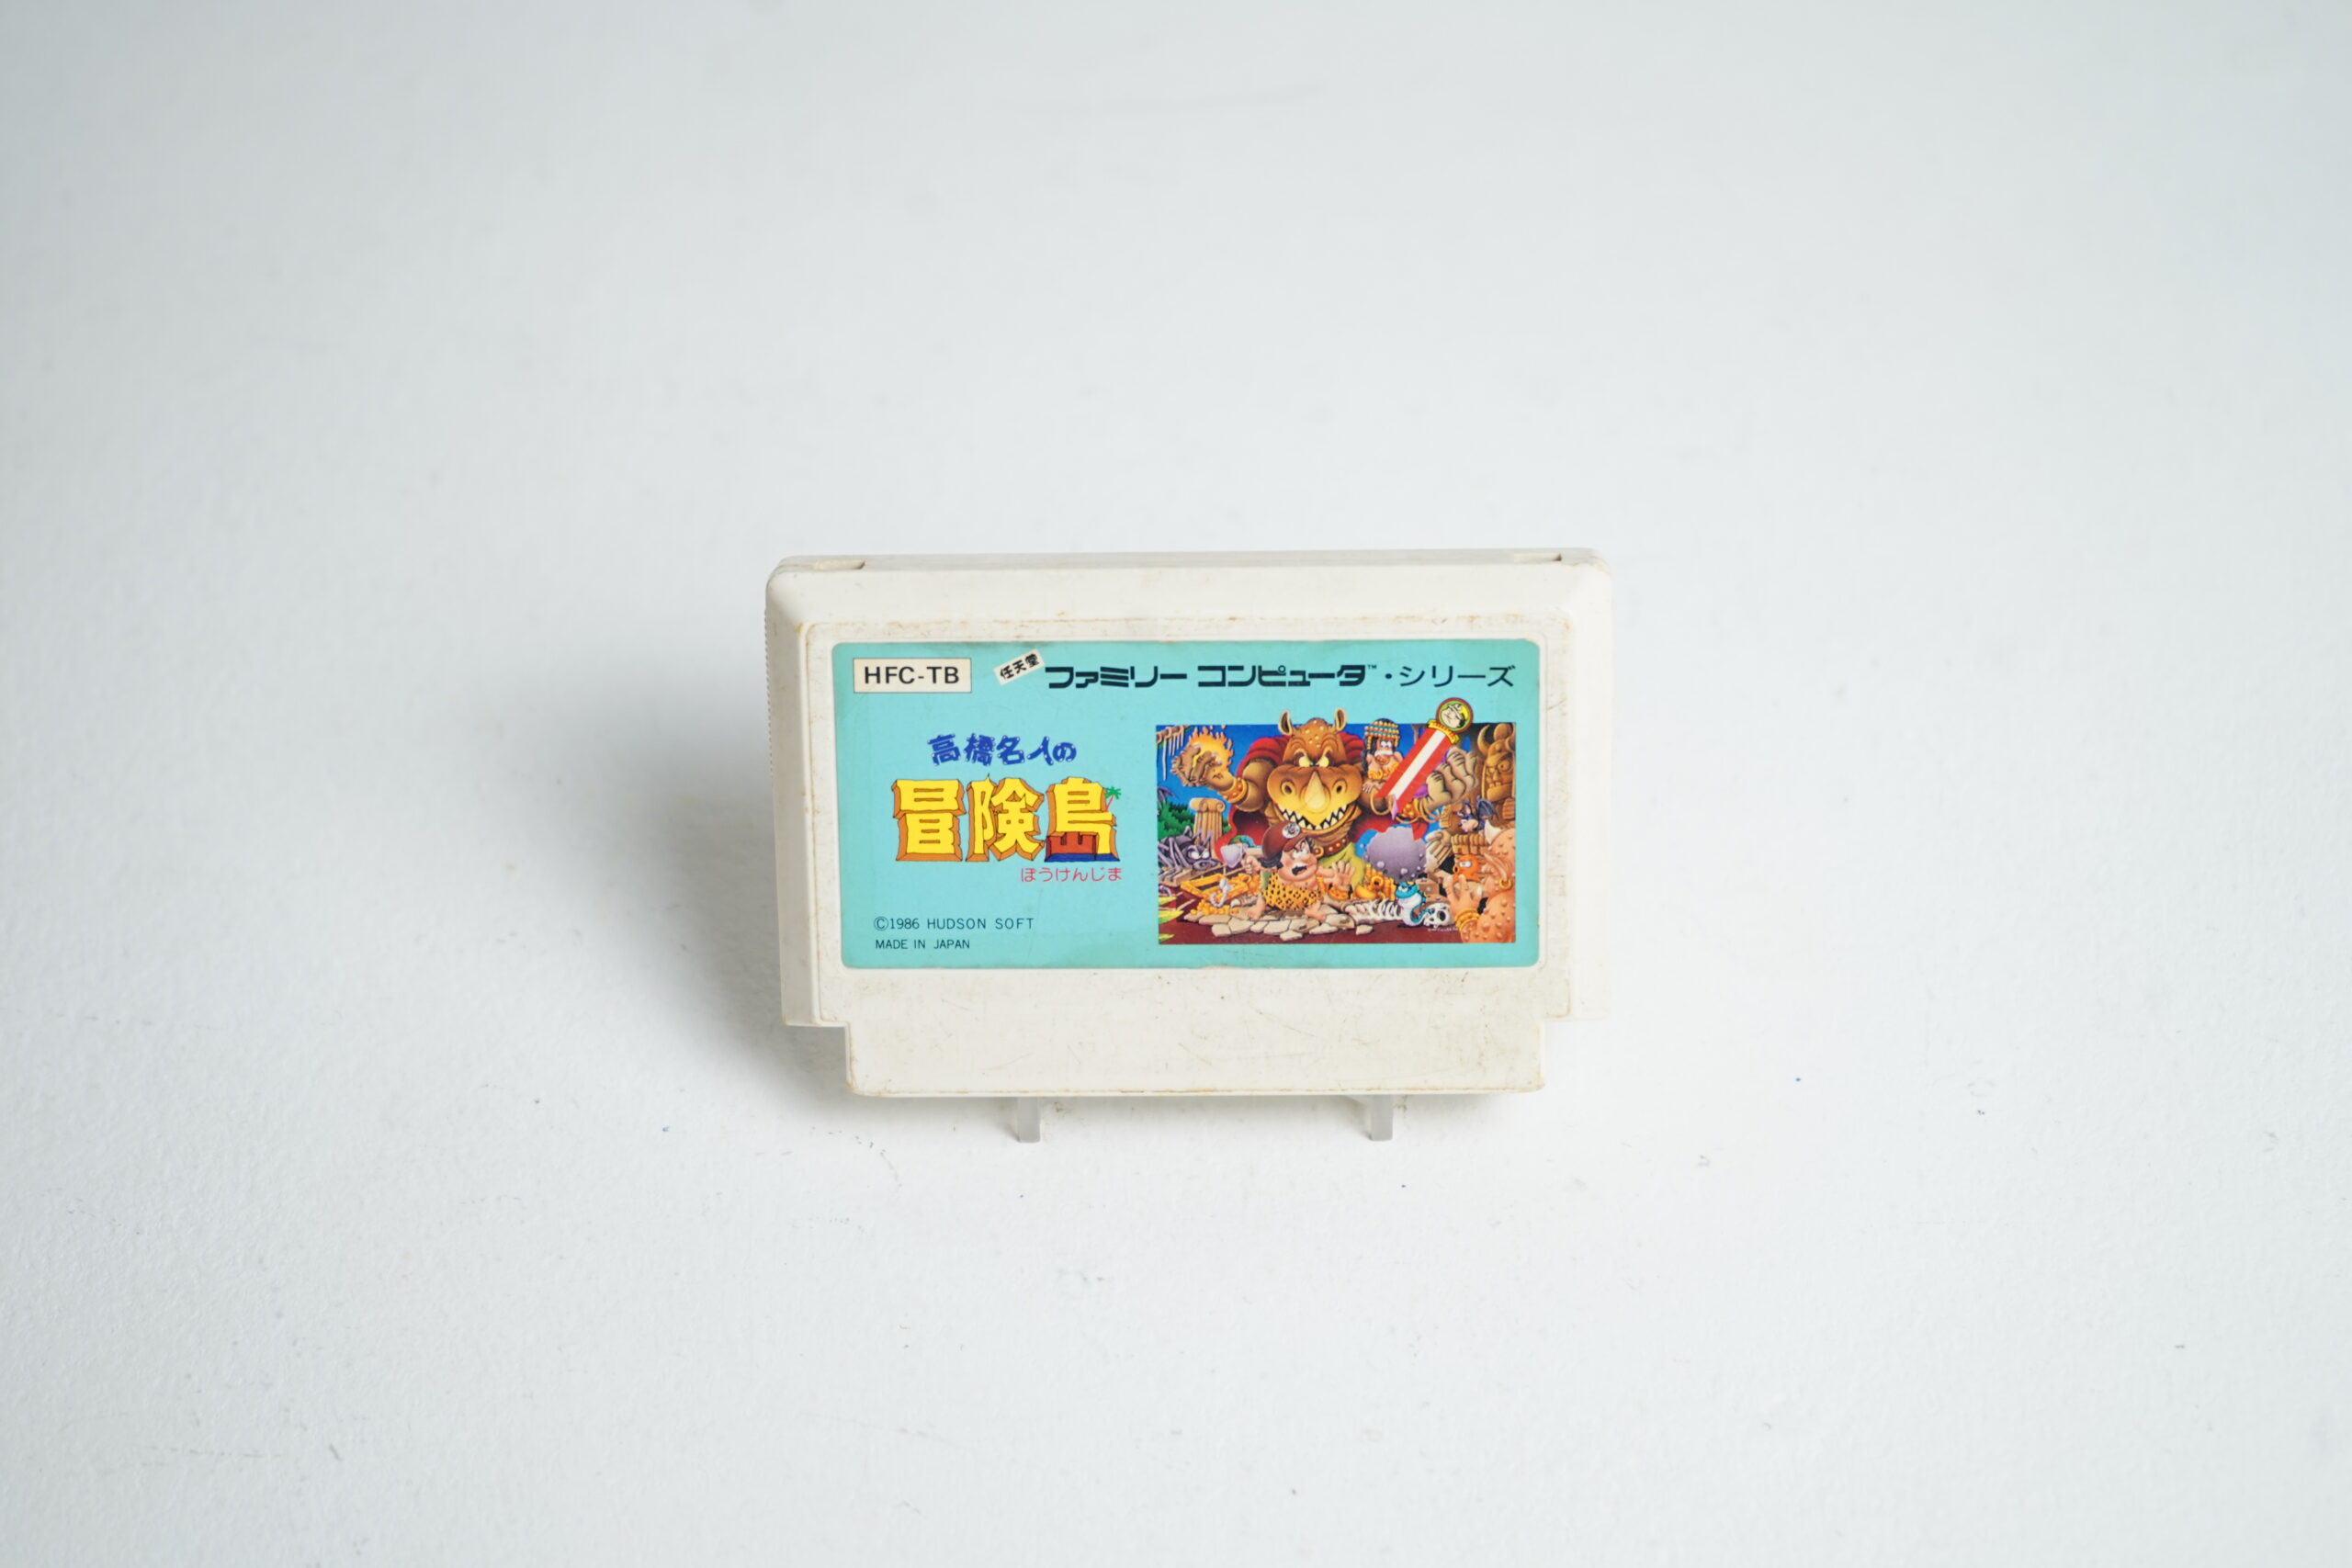 HFC-TB
任天堂 ファミリー コンピュータ™・シリーズ
高橋名人の
冒険島
ぼうけんじま
©1986 HUDSON SOFT
MADE IN JAPAN